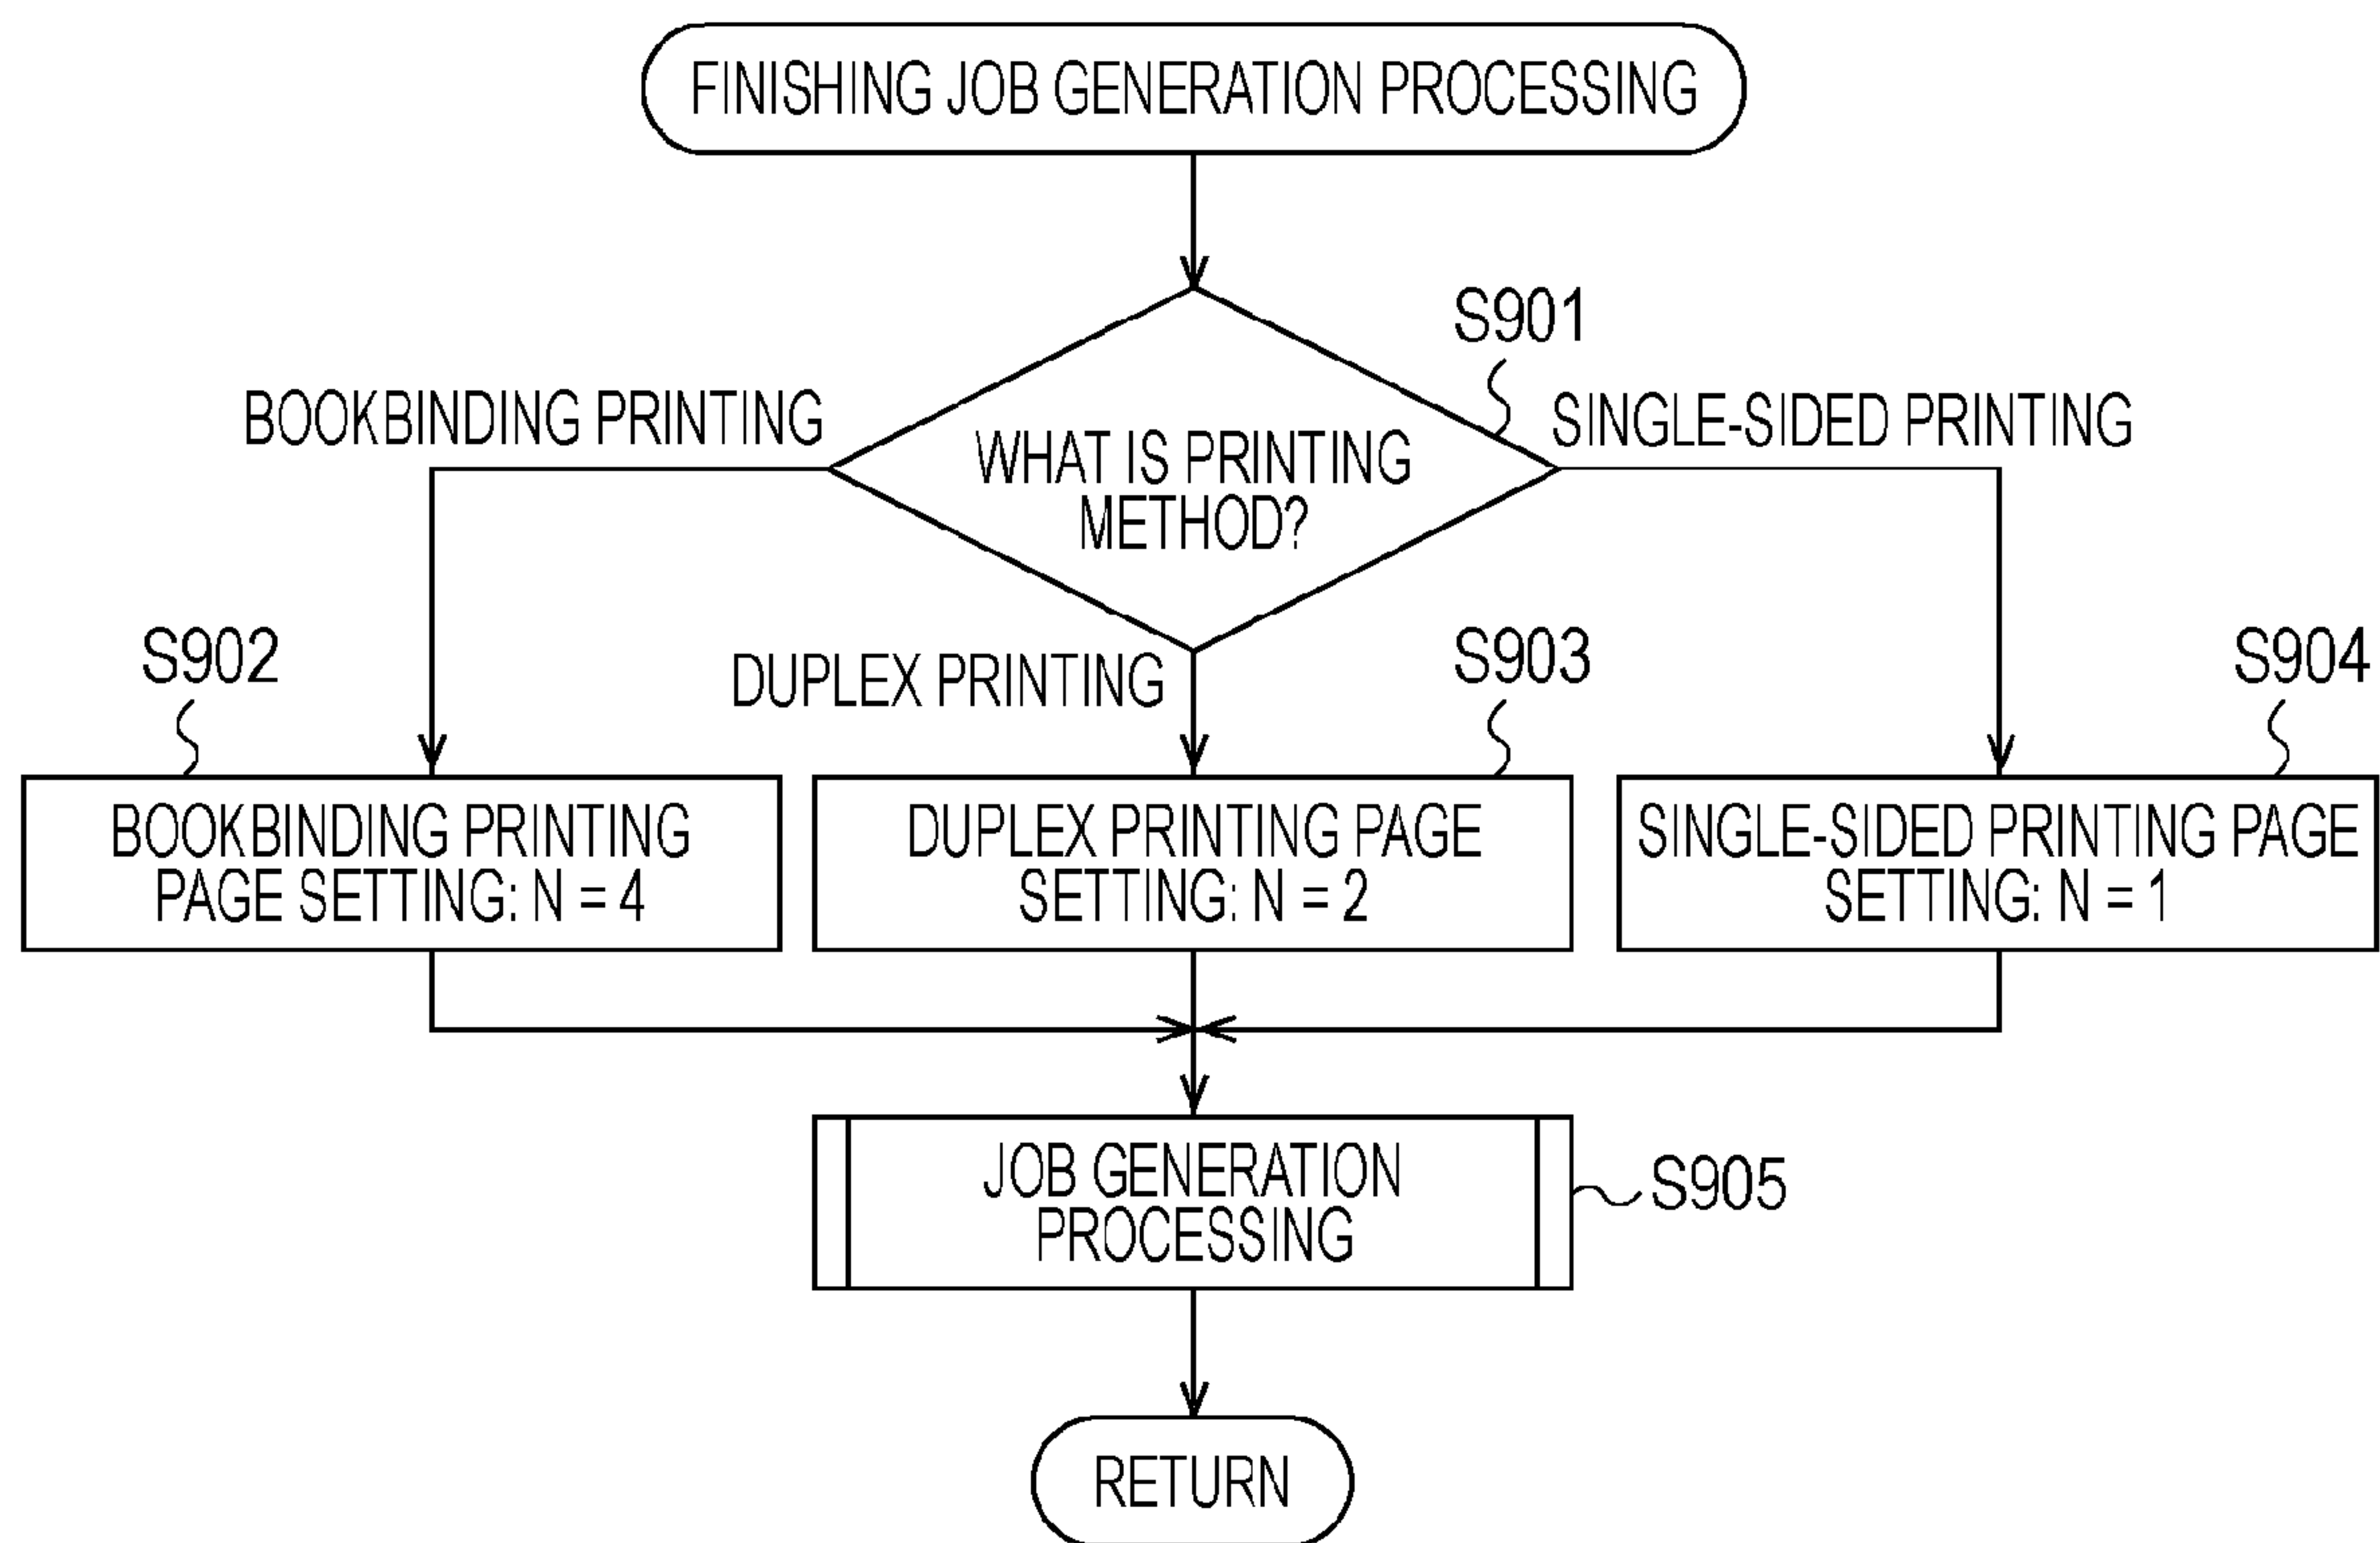 FINISHING JOB GENERATION PROCESSING
S901
BOOKBINDING PRINTING
SINGLE-SIDED PRINTING
WHAT IS PRINTING
METHOD?
DUPLEX PRINTING
S902
S903
S904
BOOKBINDING PRINTING
PAGE SETTING: N = 4
DUPLEX PRINTING PAGE
SETTING: N = 2
SINGLE-SIDED PRINTING PAGE
SETTING: N = 1
JOB GENERATION
PROCESSING
S905
RETURN